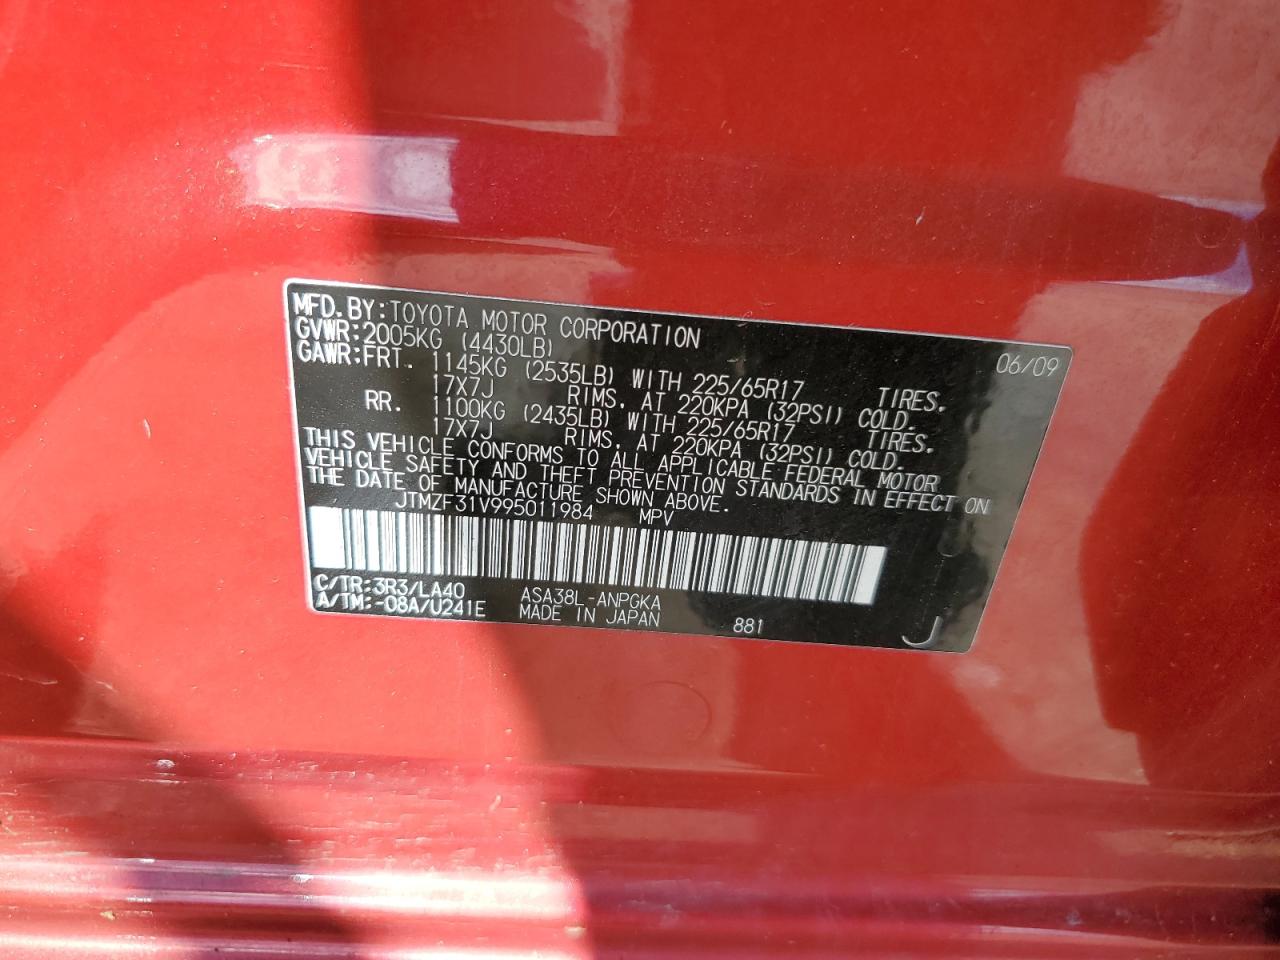 MFD. BY: TOYOTA MOTOR CORPORATION 06/09
GVWR: 2005KG (4430LB)
GAWR: FRT. 1145KG (2535LB) WITH 225/65R17 TIRES.
17X7J RIMS, AT 220KPA (32PSI) COLD.
RR. 1100KG (2435LB) WITH 225/65R17 TIRES.
17X7J RIMS, AT 220KPA (32PSI) COLD.
THIS VEHICLE CONFORMS TO ALL APPLICABLE FEDERAL MOTOR
VEHICLE SAFETY AND THEFT PREVENTION STANDARDS IN EFFECT ON
THE DATE OF MANUFACTURE SHOWN ABOVE.
JTMZF31V995011984 MPV
C/TR: 3R3/LA40 ASA38L-ANPGKA
A/TM: -08A/U241E MADE IN JAPAN 881 J